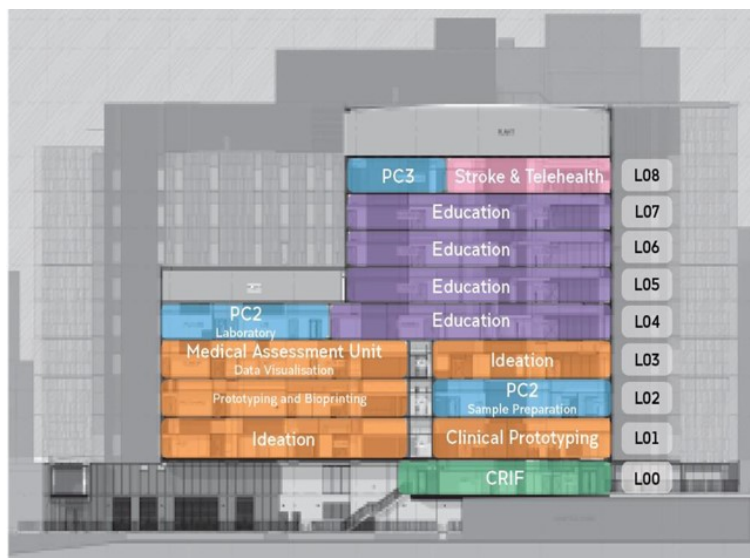 PLANT
PC3
Stroke & Telehealth
L08
Education
L07
Education
L06
Education
L05
PC2
Laboratory
Education
L04
Medical Assessment Unit
Data Visualisation
Ideation
L03
Prototyping and Bioprinting
PC2
Sample Preparation
L02
Ideation
Clinical Prototyping
L01
CRIF
L00